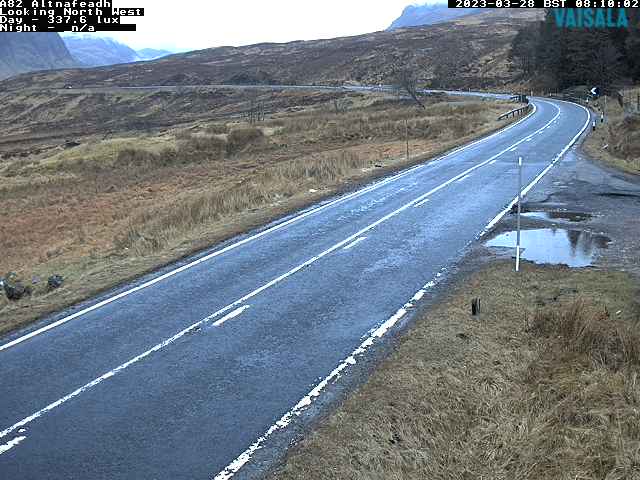 A82 Altnafeadh
Looking North West
Day - 337.6 lux
Night - n/a
2023-03-28 BST 08:10:02
VAISALA